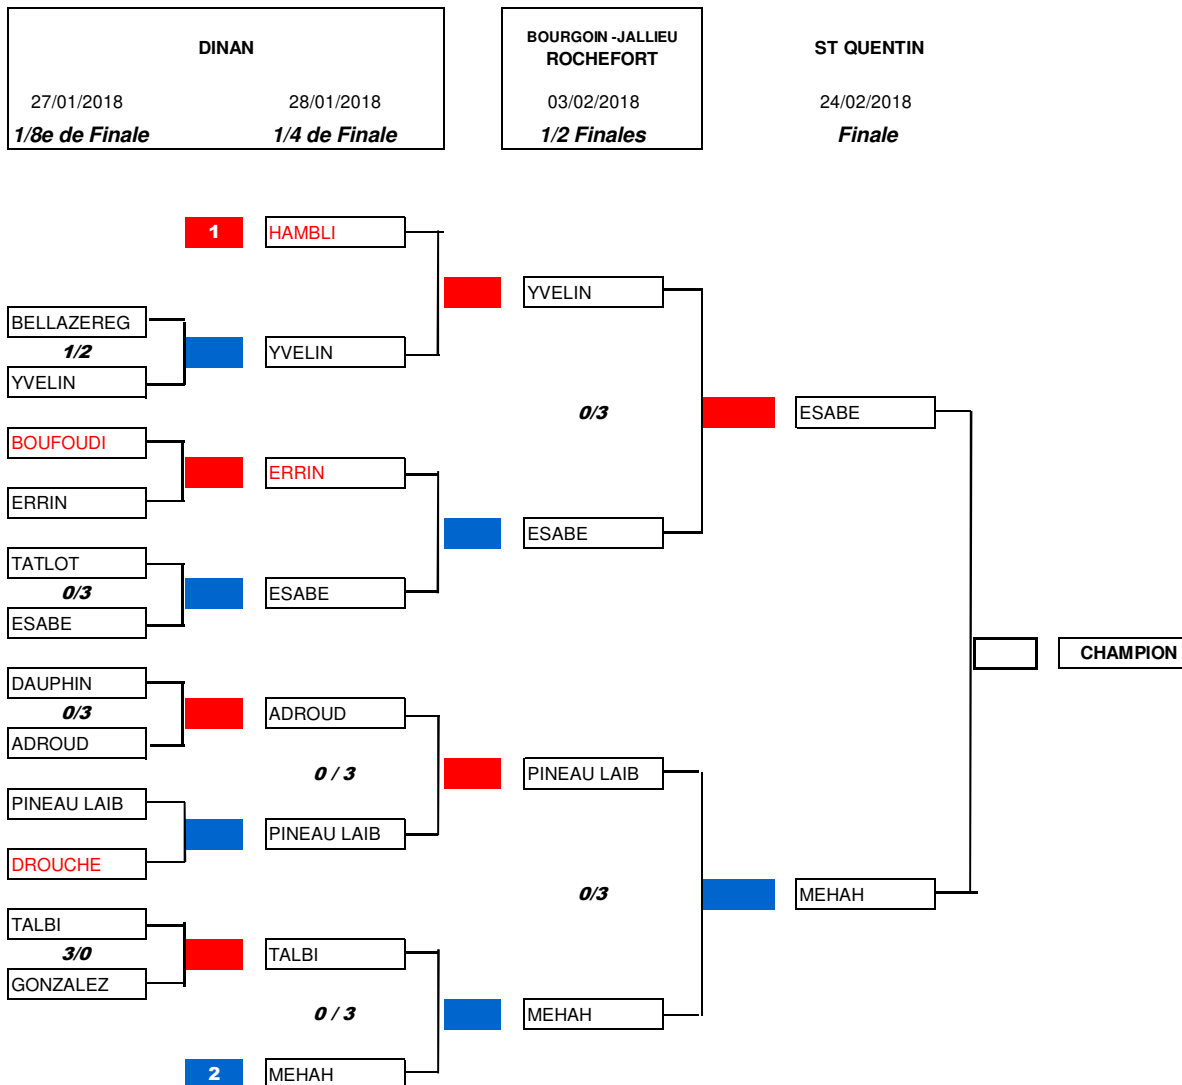 DINAN
BOURGOIN -JALLIEU
ROCHEFORT
ST QUENTIN
27/01/2018 28/01/2018 03/02/2018 24/02/2018
1/8e de Finale 1/4 de Finale 1/2 Finales Finale
1 HAMBLI
YVELIN
BELLAZEREG
1/2 YVELIN
YVELIN
0/3 ESABE
BOUFOUDI
ERRIN
ERRIN
ESABE
TATLOT
0/3 ESABE
ESABE
CHAMPION
DAUPHIN
0/3 ADROUD
ADROUD
0 / 3 PINEAU LAIB
PINEAU LAIB
PINEAU LAIB
DROUCHE
0/3 MEHAH
TALBI
3/0 TALBI
GONZALEZ
0 / 3 MEHAH
2 MEHAH